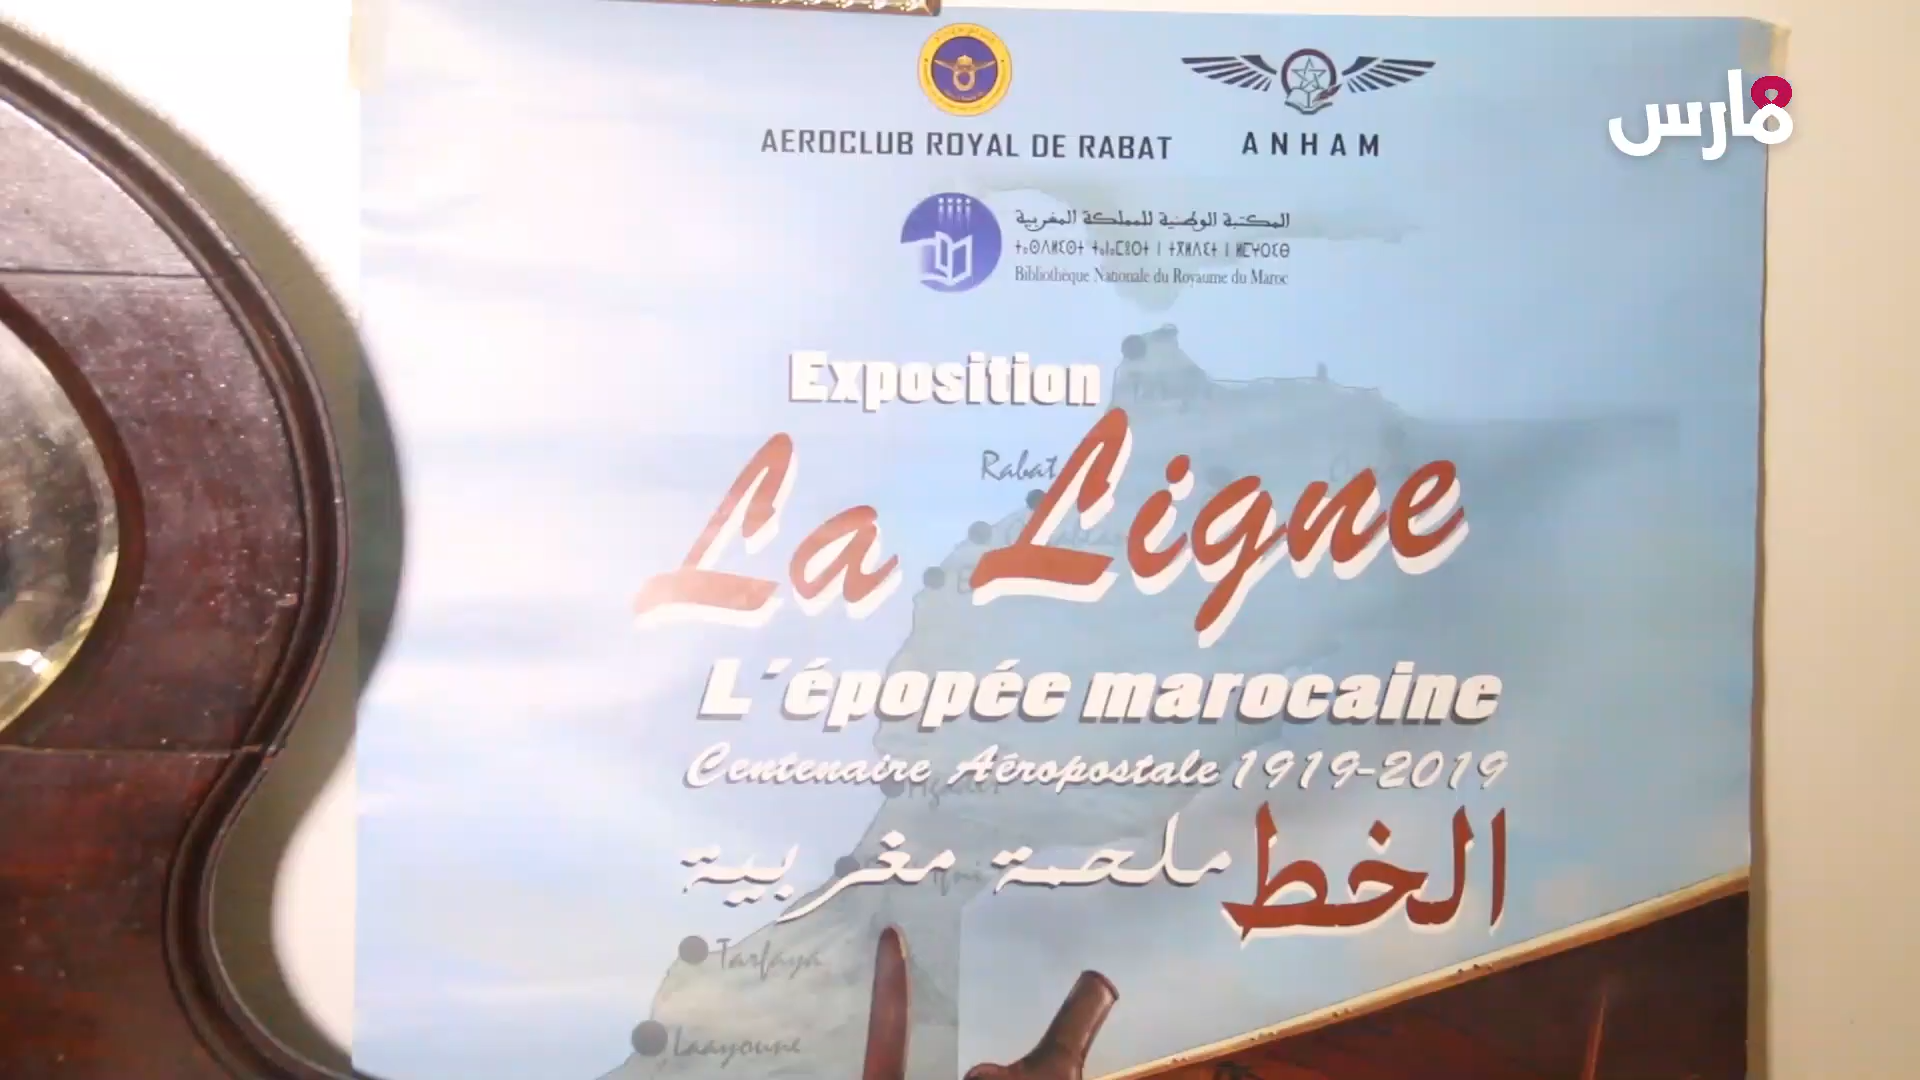 AEROCLUB ROYAL DE RABAT
ANHAM
مارس
المكتبة الوطنية للمملكة المغربية
Bibliothèque Nationale du Royaume du Maroc
Exposition
Rabat
La Ligne
L'épopée marocaine
Centenaire Aéropostale 1919-2019
الخط ملحمة مغربية
Tarfaya
Laayoune